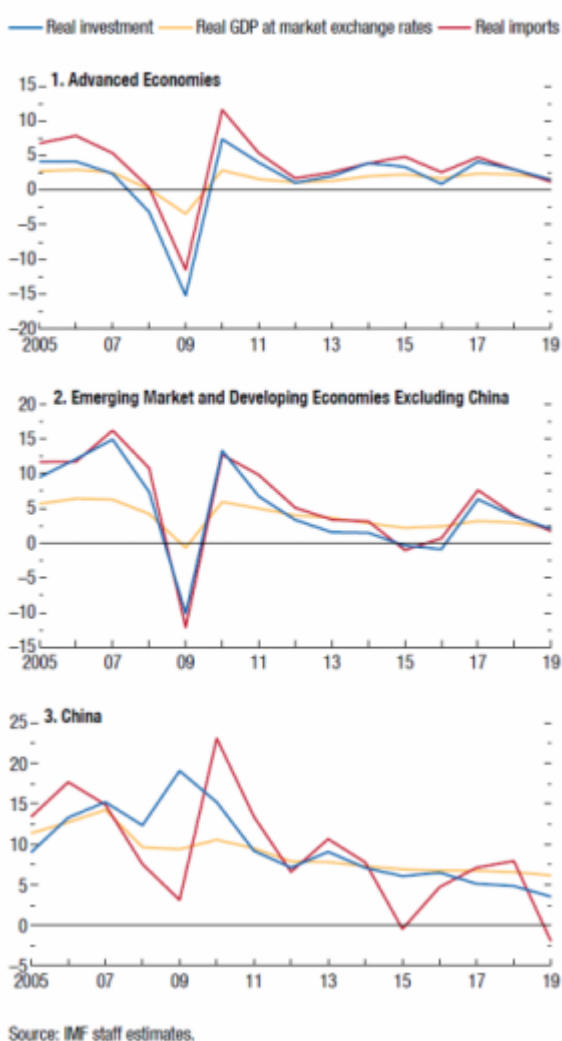 Real investment Real GDP at market exchange rates Real imports
1. Advanced Economies
15
10
5
0
–5
–10
–15
–20
2005 07 09 11 13 15 17 19
2. Emerging Market and Developing Economies Excluding China
20
15
10
5
0
–5
–10
–15
2005 07 09 11 13 15 17 19
3. China
25
20
15
10
5
0
–5
2005 07 09 11 13 15 17 19
Source: IMF staff estimates.